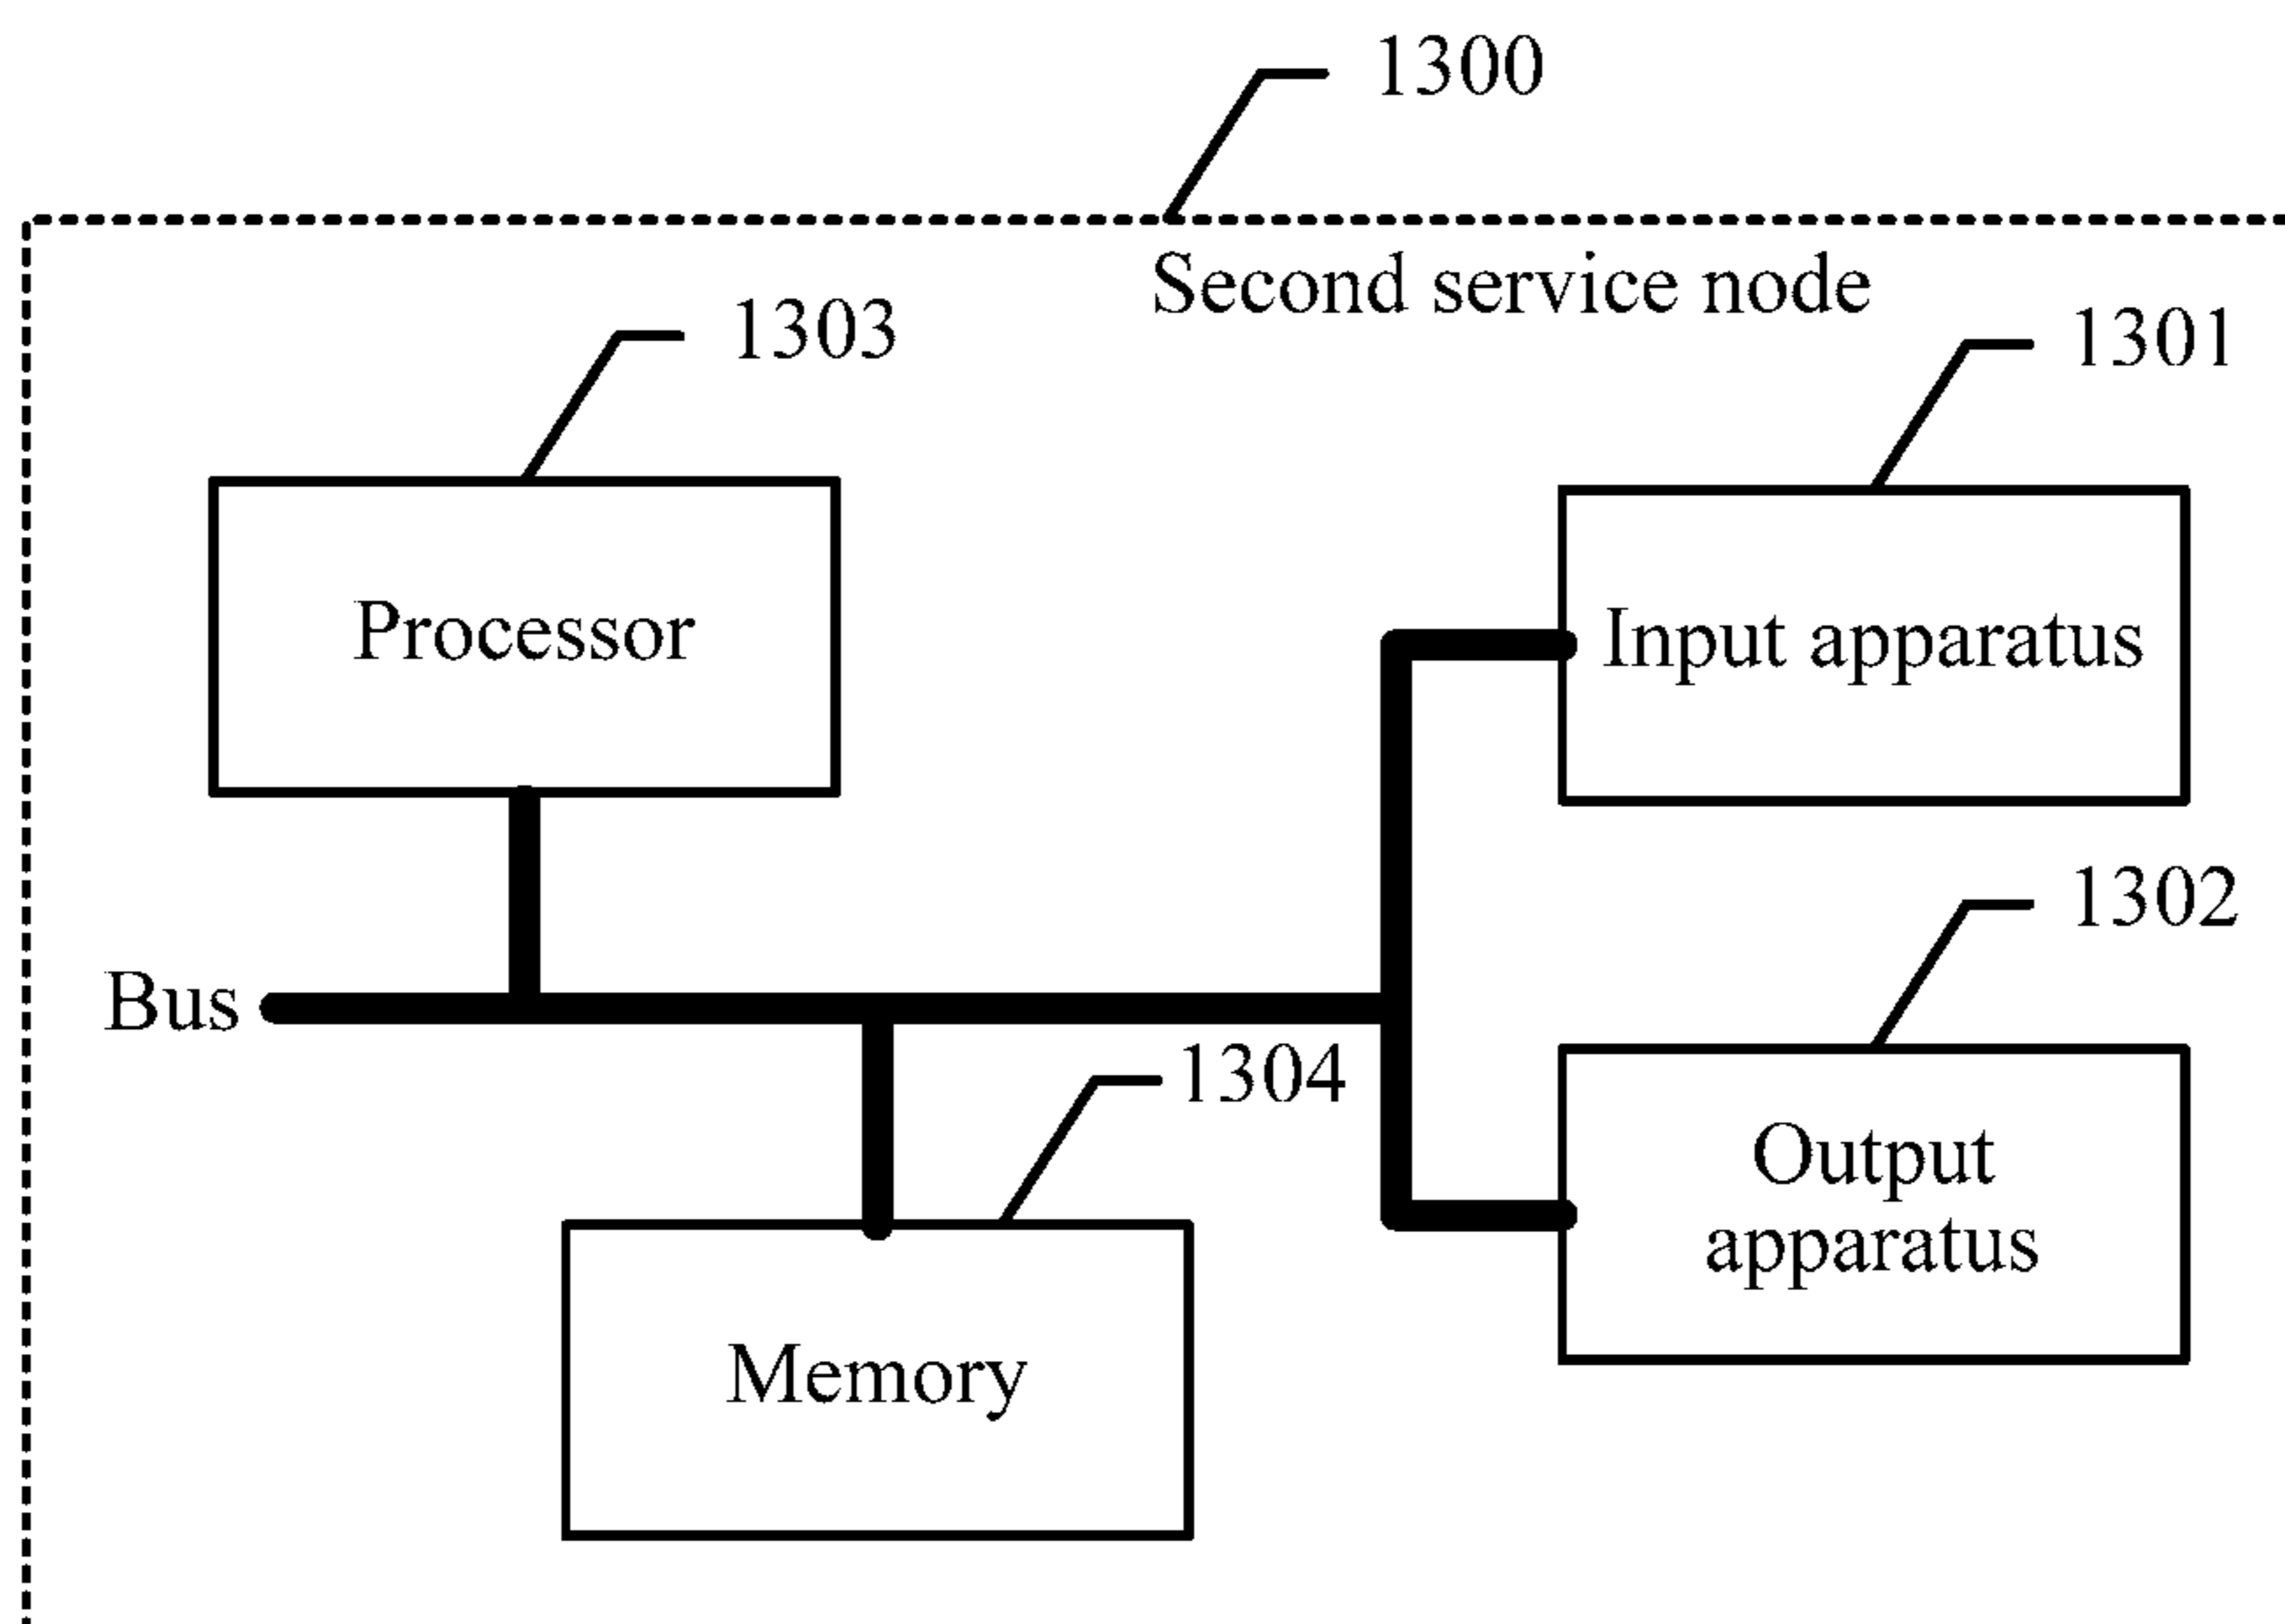 1300
Second service node
1303
1301
Processor
Input apparatus
1302
Bus
1304
Output
apparatus
Memory